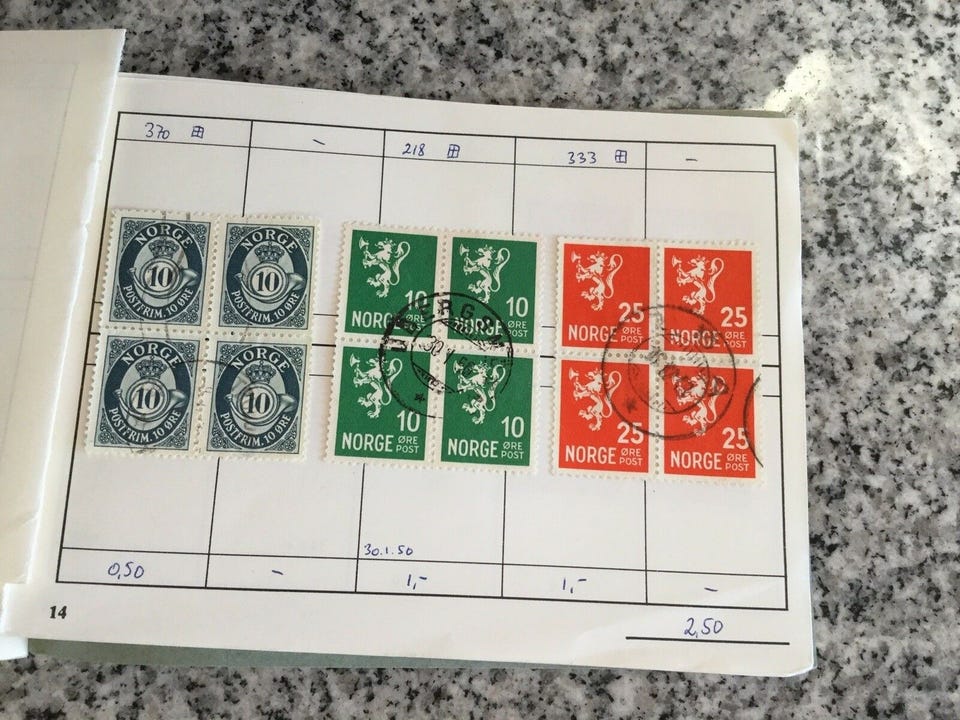 370 田 - 218 田 333 田 -
NORGE NORGE
10 10
POSTFRIM. 10 ØRE POSTFRIM. 10 ØRE
NORGE NORGE
10 10
POSTFRIM. 10 ØRE POSTFRIM. 10 ØRE
10 10
NORGE ØRE POST NORGE ØRE POST
10 10
NORGE ØRE POST NORGE ØRE POST
25 25
NORGE ØRE POST NORGE ØRE POST
25 25
NORGE ØRE POST NORGE ØRE POST
30.1.50
0,50 - 1,- 1,- -
14
2,50